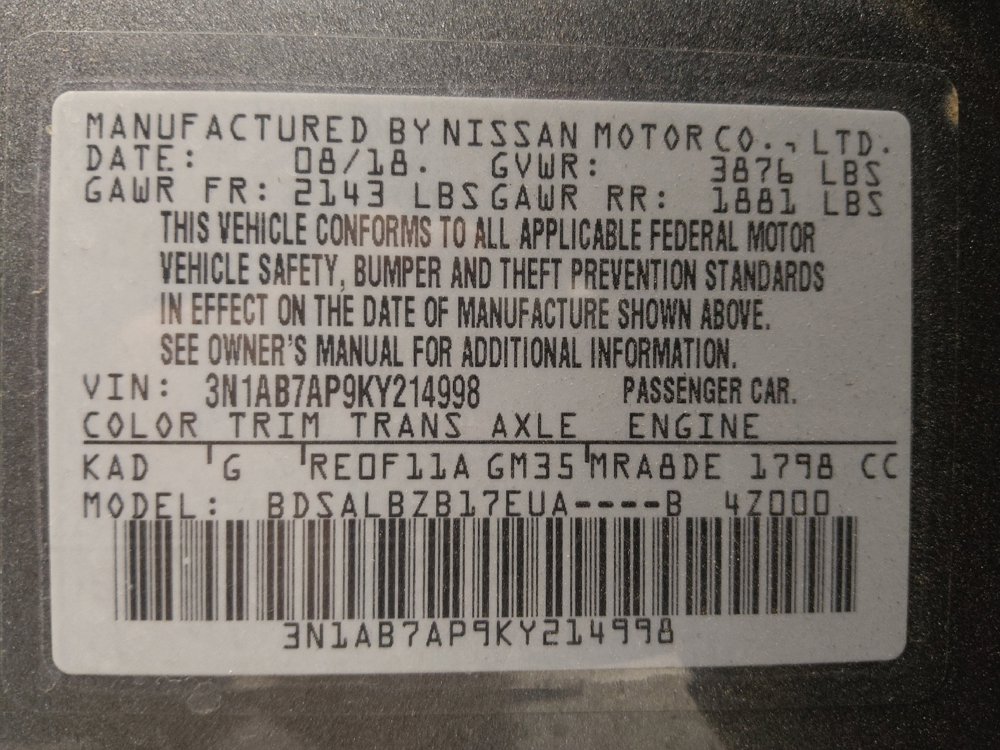 MANUFACTURED BY NISSAN MOTOR CO., LTD.
DATE: 08/18. GVWR: 3876 LBS
GAWR FR: 2143 LBS GAWR RR: 1881 LBS
THIS VEHICLE CONFORMS TO ALL APPLICABLE FEDERAL MOTOR
VEHICLE SAFETY, BUMPER AND THEFT PREVENTION STANDARDS
IN EFFECT ON THE DATE OF MANUFACTURE SHOWN ABOVE.
SEE OWNER'S MANUAL FOR ADDITIONAL INFORMATION.
VIN: 3N1AB7AP9KY214998 PASSENGER CAR.
COLOR TRIM TRANS AXLE ENGINE
KAD G RE0F11A GM35 MRA8DE 1798 CC
MODEL: BDSALBZB17EUA----B 4Z000
3N1AB7AP9KY214998